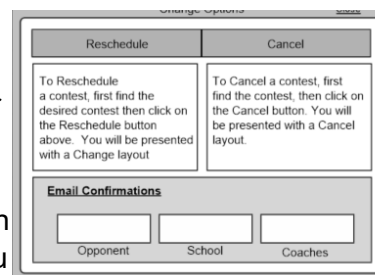 Change Options Close
Reschedule Cancel
To Reschedule
a contest, first find the
desired contest then click on
the Reschedule button
above. You will be presented
with a Change layout
To Cancel a contest, first
find the contest, then click on
the Cancel button. You will
be presented with a Cancel
layout.
Email Confirmations
Opponent School Coaches